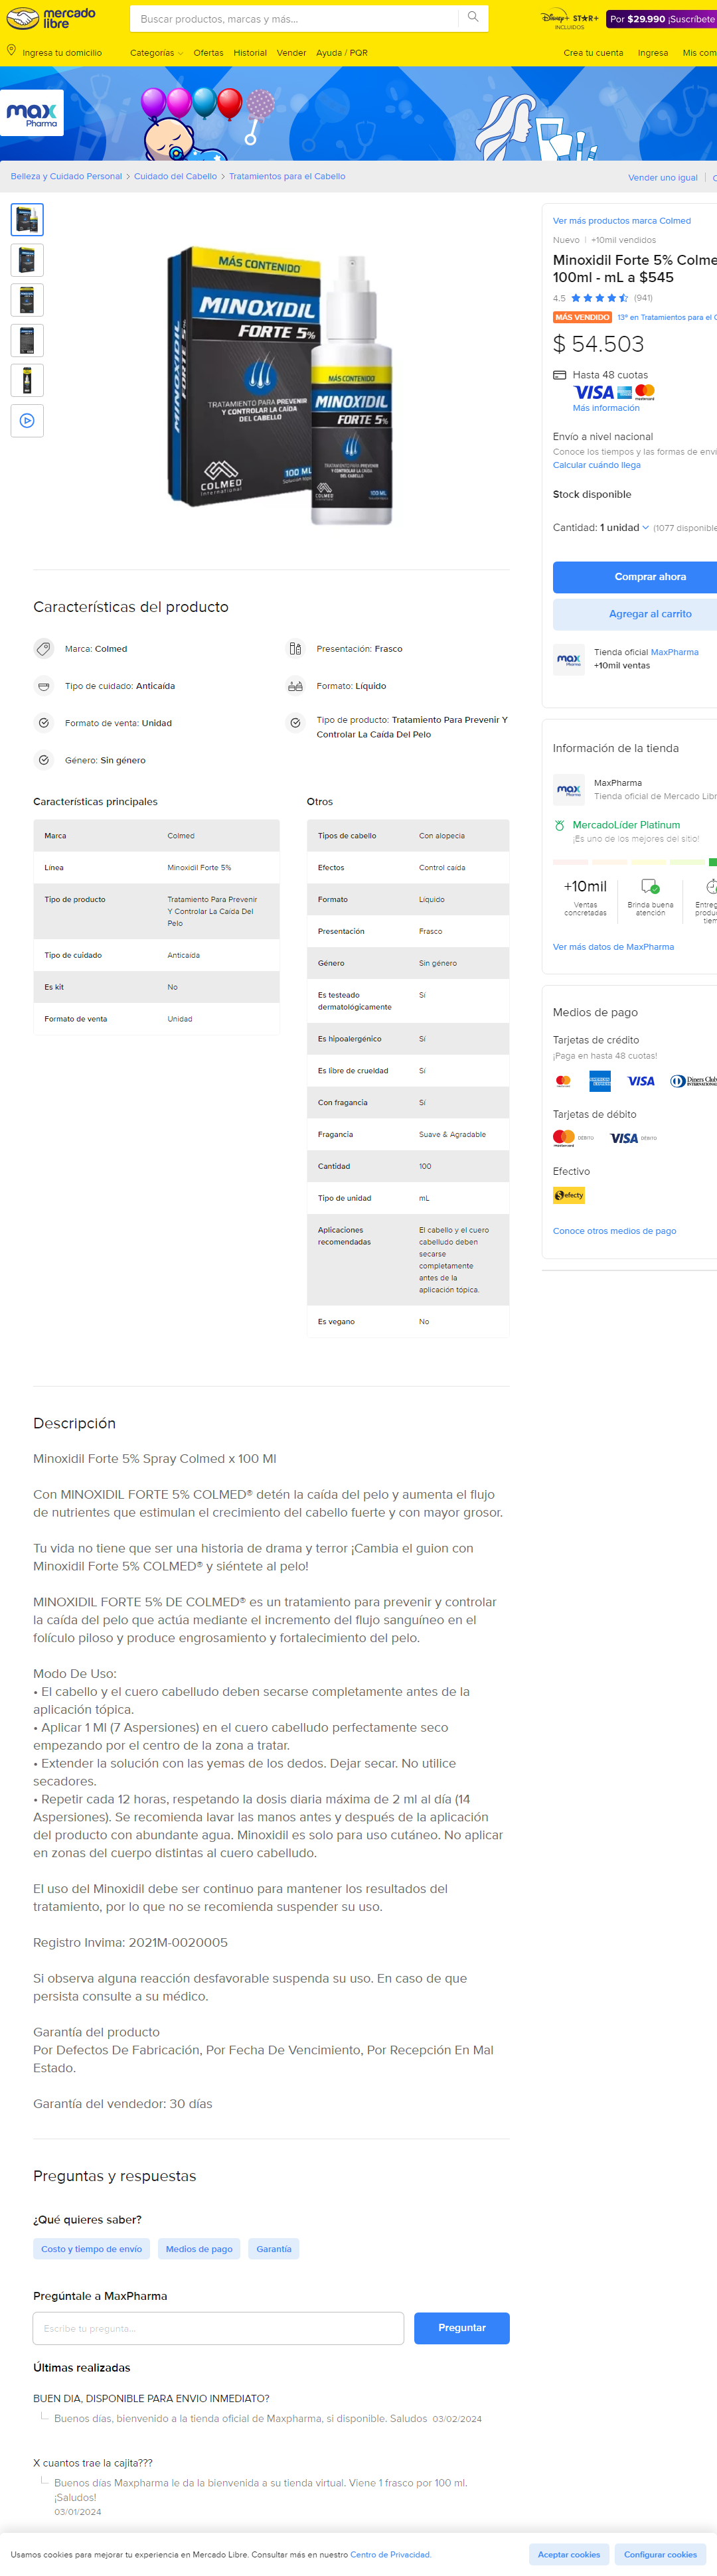 mercado
libre
Buscar productos, marcas y más...
Disney+ STAR+
INCLUIDOS
Por $29.990 ¡Suscríbete
Ingresa tu domicilio
Categorías Ofertas Historial Vender Ayuda / PQR
Crea tu cuenta Ingresa Mis com
max
Pharma
Belleza y Cuidado Personal > Cuidado del Cabello > Tratamientos para el Cabello
Vender uno igual
MÁS CONTENIDO
MINOXIDIL
FORTE 5%
TRATAMIENTO PARA PREVENIR
Y CONTROLAR LA CAÍDA
DEL CABELLO
COLMED
International
100 ML
MINOXIDIL FORTE 5%
MÁS CONTENIDO
MINOXIDIL
FORTE 5%
COLMED
100 ML
Ver más productos marca Colmed
Nuevo | +10mil vendidos
Minoxidil Forte 5% Colme
100ml - mL a $545
4.5 (941)
MÁS VENDIDO 13º en Tratamientos para el C
$ 54.503
Hasta 48 cuotas
VISA
Más información
Envío a nivel nacional
Conoce los tiempos y las formas de enví
Calcular cuándo llega
Stock disponible
Cantidad: 1 unidad (1077 disponible
Comprar ahora
Agregar al carrito
max
Pharma
Tienda oficial MaxPharma
+10mil ventas
Características del producto
Marca: Colmed
Presentación: Frasco
Tipo de cuidado: Anticaída
Formato: Líquido
Formato de venta: Unidad
Tipo de producto: Tratamiento Para Prevenir Y
Controlar La Caída Del Pelo
Género: Sin género
Características principales
Marca Colmed
Línea Minoxidil Forte 5%
Tipo de producto Tratamiento Para Prevenir
Y Controlar La Caída Del
Pelo
Tipo de cuidado Anticaída
Es kit No
Formato de venta Unidad
Otros
Tipos de cabello Con alopecia
Efectos Control caída
Formato Líquido
Presentación Frasco
Género Sin género
Es testeado
dermatológicamente Sí
Es hipoalergénico Sí
Es libre de crueldad Sí
Con fragancia Sí
Fragancia Suave & Agradable
Cantidad 100
Tipo de unidad mL
Aplicaciones
recomendadas
El cabello y el cuero
cabelludo deben
secarse
completamente
antes de la
aplicación tópica.
Es vegano No
Información de la tienda
max
Pharma
MaxPharma
Tienda oficial de Mercado Libr
MercadoLíder Platinum
¡Es uno de los mejores del sitio!
+10mil
Ventas
concretadas
Brinda buena
atención
Entreg
produc
tiem
Ver más datos de MaxPharma
Medios de pago
Tarjetas de crédito
¡Paga en hasta 48 cuotas!
VISA
Diners Club
INTERNATIONAL
Tarjetas de débito
DÉBITO VISA DÉBITO
Efectivo
efecty
Conoce otros medios de pago
Descripción
Minoxidil Forte 5% Spray Colmed x 100 Ml
Con MINOXIDIL FORTE 5% COLMED® detén la caída del pelo y aumenta el flujo
de nutrientes que estimulan el crecimiento del cabello fuerte y con mayor grosor.
Tu vida no tiene que ser una historia de drama y terror ¡Cambia el guion con
Minoxidil Forte 5% COLMED® y siéntete al pelo!
MINOXIDIL FORTE 5% DE COLMED® es un tratamiento para prevenir y controlar
la caída del pelo que actúa mediante el incremento del flujo sanguíneo en el
folículo piloso y produce engrosamiento y fortalecimiento del pelo.
Modo De Uso:
• El cabello y el cuero cabelludo deben secarse completamente antes de la
aplicación tópica.
• Aplicar 1 Ml (7 Aspersiones) en el cuero cabelludo perfectamente seco
empezando por el centro de la zona a tratar.
• Extender la solución con las yemas de los dedos. Dejar secar. No utilice
secadores.
• Repetir cada 12 horas, respetando la dosis diaria máxima de 2 ml al día (14
Aspersiones). Se recomienda lavar las manos antes y después de la aplicación
del producto con abundante agua. Minoxidil es solo para uso cutáneo. No aplicar
en zonas del cuerpo distintas al cuero cabelludo.
El uso del Minoxidil debe ser continuo para mantener los resultados del
tratamiento, por lo que no se recomienda suspender su uso.
Registro Invima: 2021M-0020005
Si observa alguna reacción desfavorable suspenda su uso. En caso de que
persista consulte a su médico.
Garantía del producto
Por Defectos De Fabricación, Por Fecha De Vencimiento, Por Recepción En Mal
Estado.
Garantía del vendedor: 30 días
Preguntas y respuestas
¿Qué quieres saber?
Costo y tiempo de envío Medios de pago Garantía
Pregúntale a MaxPharma
Escribe tu pregunta...
Preguntar
Últimas realizadas
BUEN DIA, DISPONIBLE PARA ENVIO INMEDIATO?
Buenos días, bienvenido a la tienda oficial de Maxpharma, si disponible. Saludos 03/02/2024
X cuantos trae la cajita???
Buenos días Maxpharma le da la bienvenida a su tienda virtual. Viene 1 frasco por 100 ml.
¡Saludos!
03/01/2024
Usamos cookies para mejorar tu experiencia en Mercado Libre. Consultar más en nuestro Centro de Privacidad.
Aceptar cookies Configurar cookies